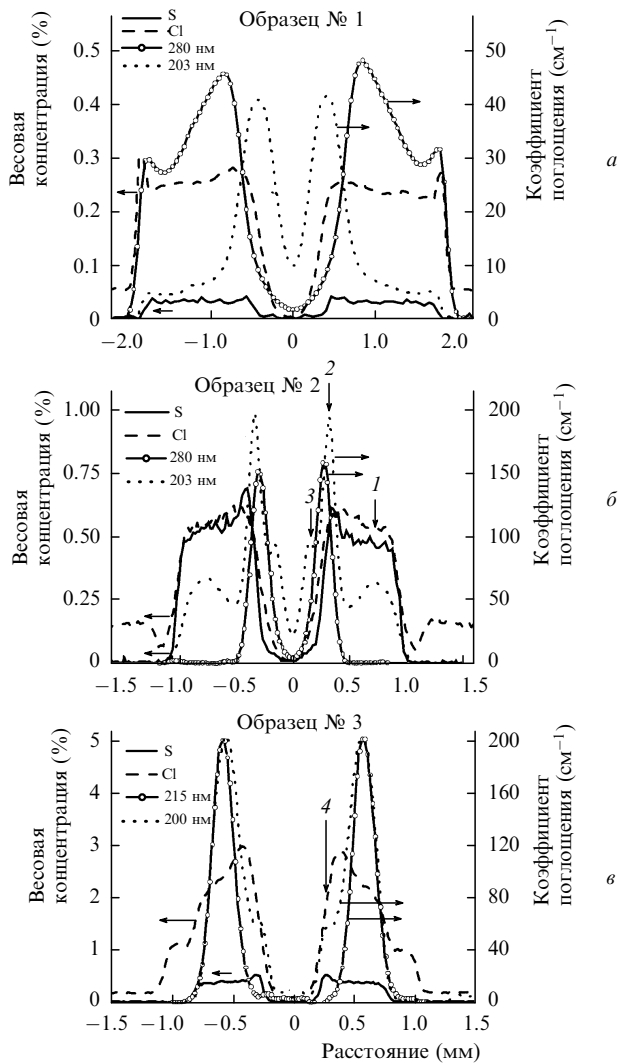 Образец № 1
Весовая
концентрация (%)
Коэффициент
поглощения (см−1)
S
Cl
280 нм
203 нм
0.5
0.4
0.3
0.2
0.1
0
50
40
30
20
10
0
−2.0 −1.0 0 1.0 2.0
а
Образец № 2
Весовая
концентрация (%)
Коэффициент
поглощения (см−1)
S
Cl
280 нм
203 нм
1.00
0.75
0.50
0.25
0
200
150
100
50
0
2
3
1
−1.5 −1.0 −0.5 0 0.5 1.0 1.5
б
Образец № 3
Весовая
концентрация (%)
Коэффициент
поглощения (см−1)
S
Cl
215 нм
200 нм
5
4
3
2
1
0
200
160
120
80
40
0
4
−1.5 −1.0 −0.5 0 0.5 1.0 1.5
в
Расстояние (мм)